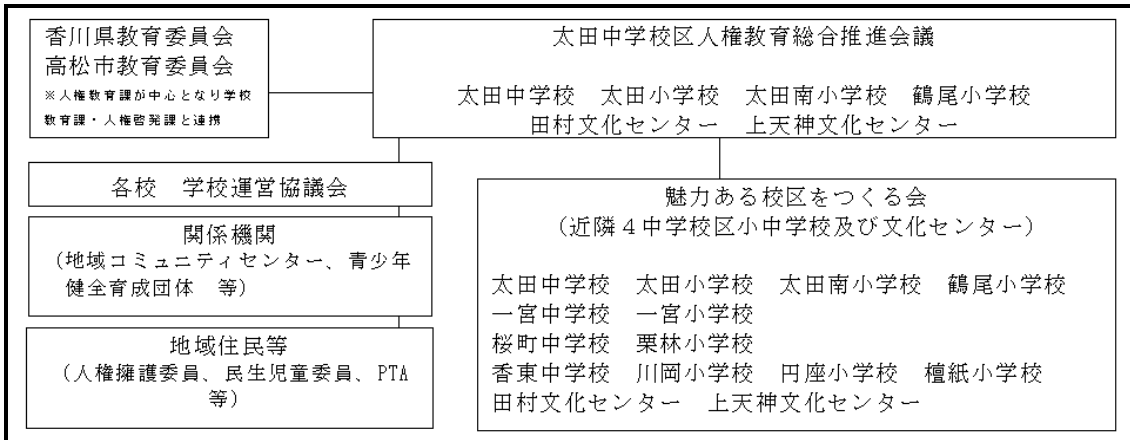 香川県教育委員会
高松市教育委員会
※人権教育課が中心となり学校
教育課・人権啓発課と連携
太田中学校区人権教育総合推進会議
太田中学校　太田小学校　太田南小学校　鶴尾小学校
田村文化センター　上天神文化センター
各校　学校運営協議会
関係機関
（地域コミュニティセンター、青少年
健全育成団体　等）
地域住民等
（人権擁護委員、民生児童委員、PTA
等）
魅力ある校区をつくる会
（近隣４中学校区小中学校及び文化センター）
太田中学校　太田小学校　太田南小学校　鶴尾小学校
一宮中学校　一宮小学校
桜町中学校　栗林小学校
香東中学校　川岡小学校　円座小学校　檀紙小学校
田村文化センター　上天神文化センター